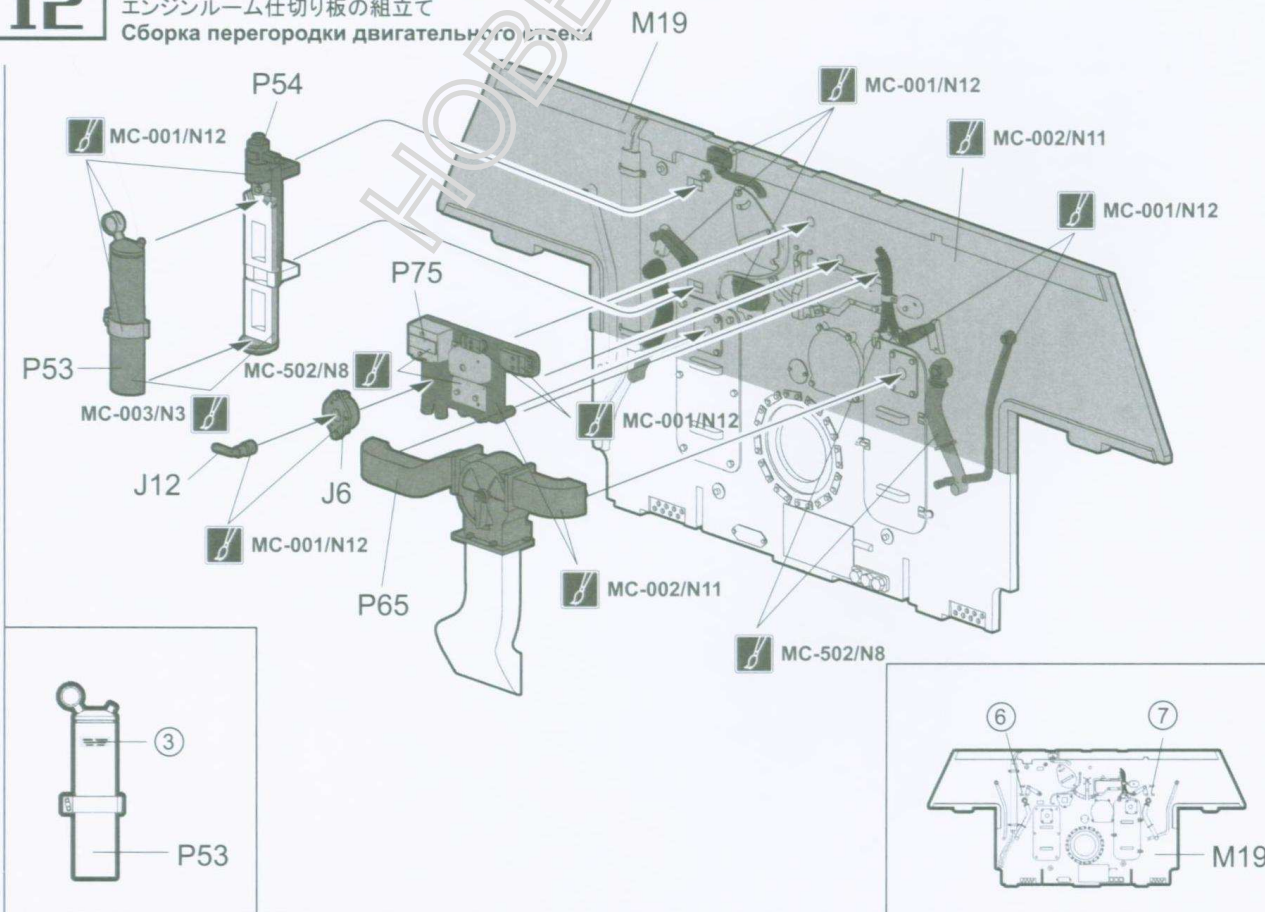 12
エンジンルーム仕切り板の組立て
Сборка перегородки двигательного отсека
M19
P54
MC-001/N12
MC-001/N12
MC-002/N11
MC-001/N12
P75
P53
MC-502/N8
MC-003/N3
MC-001/N12
J12
J6
MC-001/N12
P65
MC-002/N11
MC-502/N8
3
P53
6
7
M19